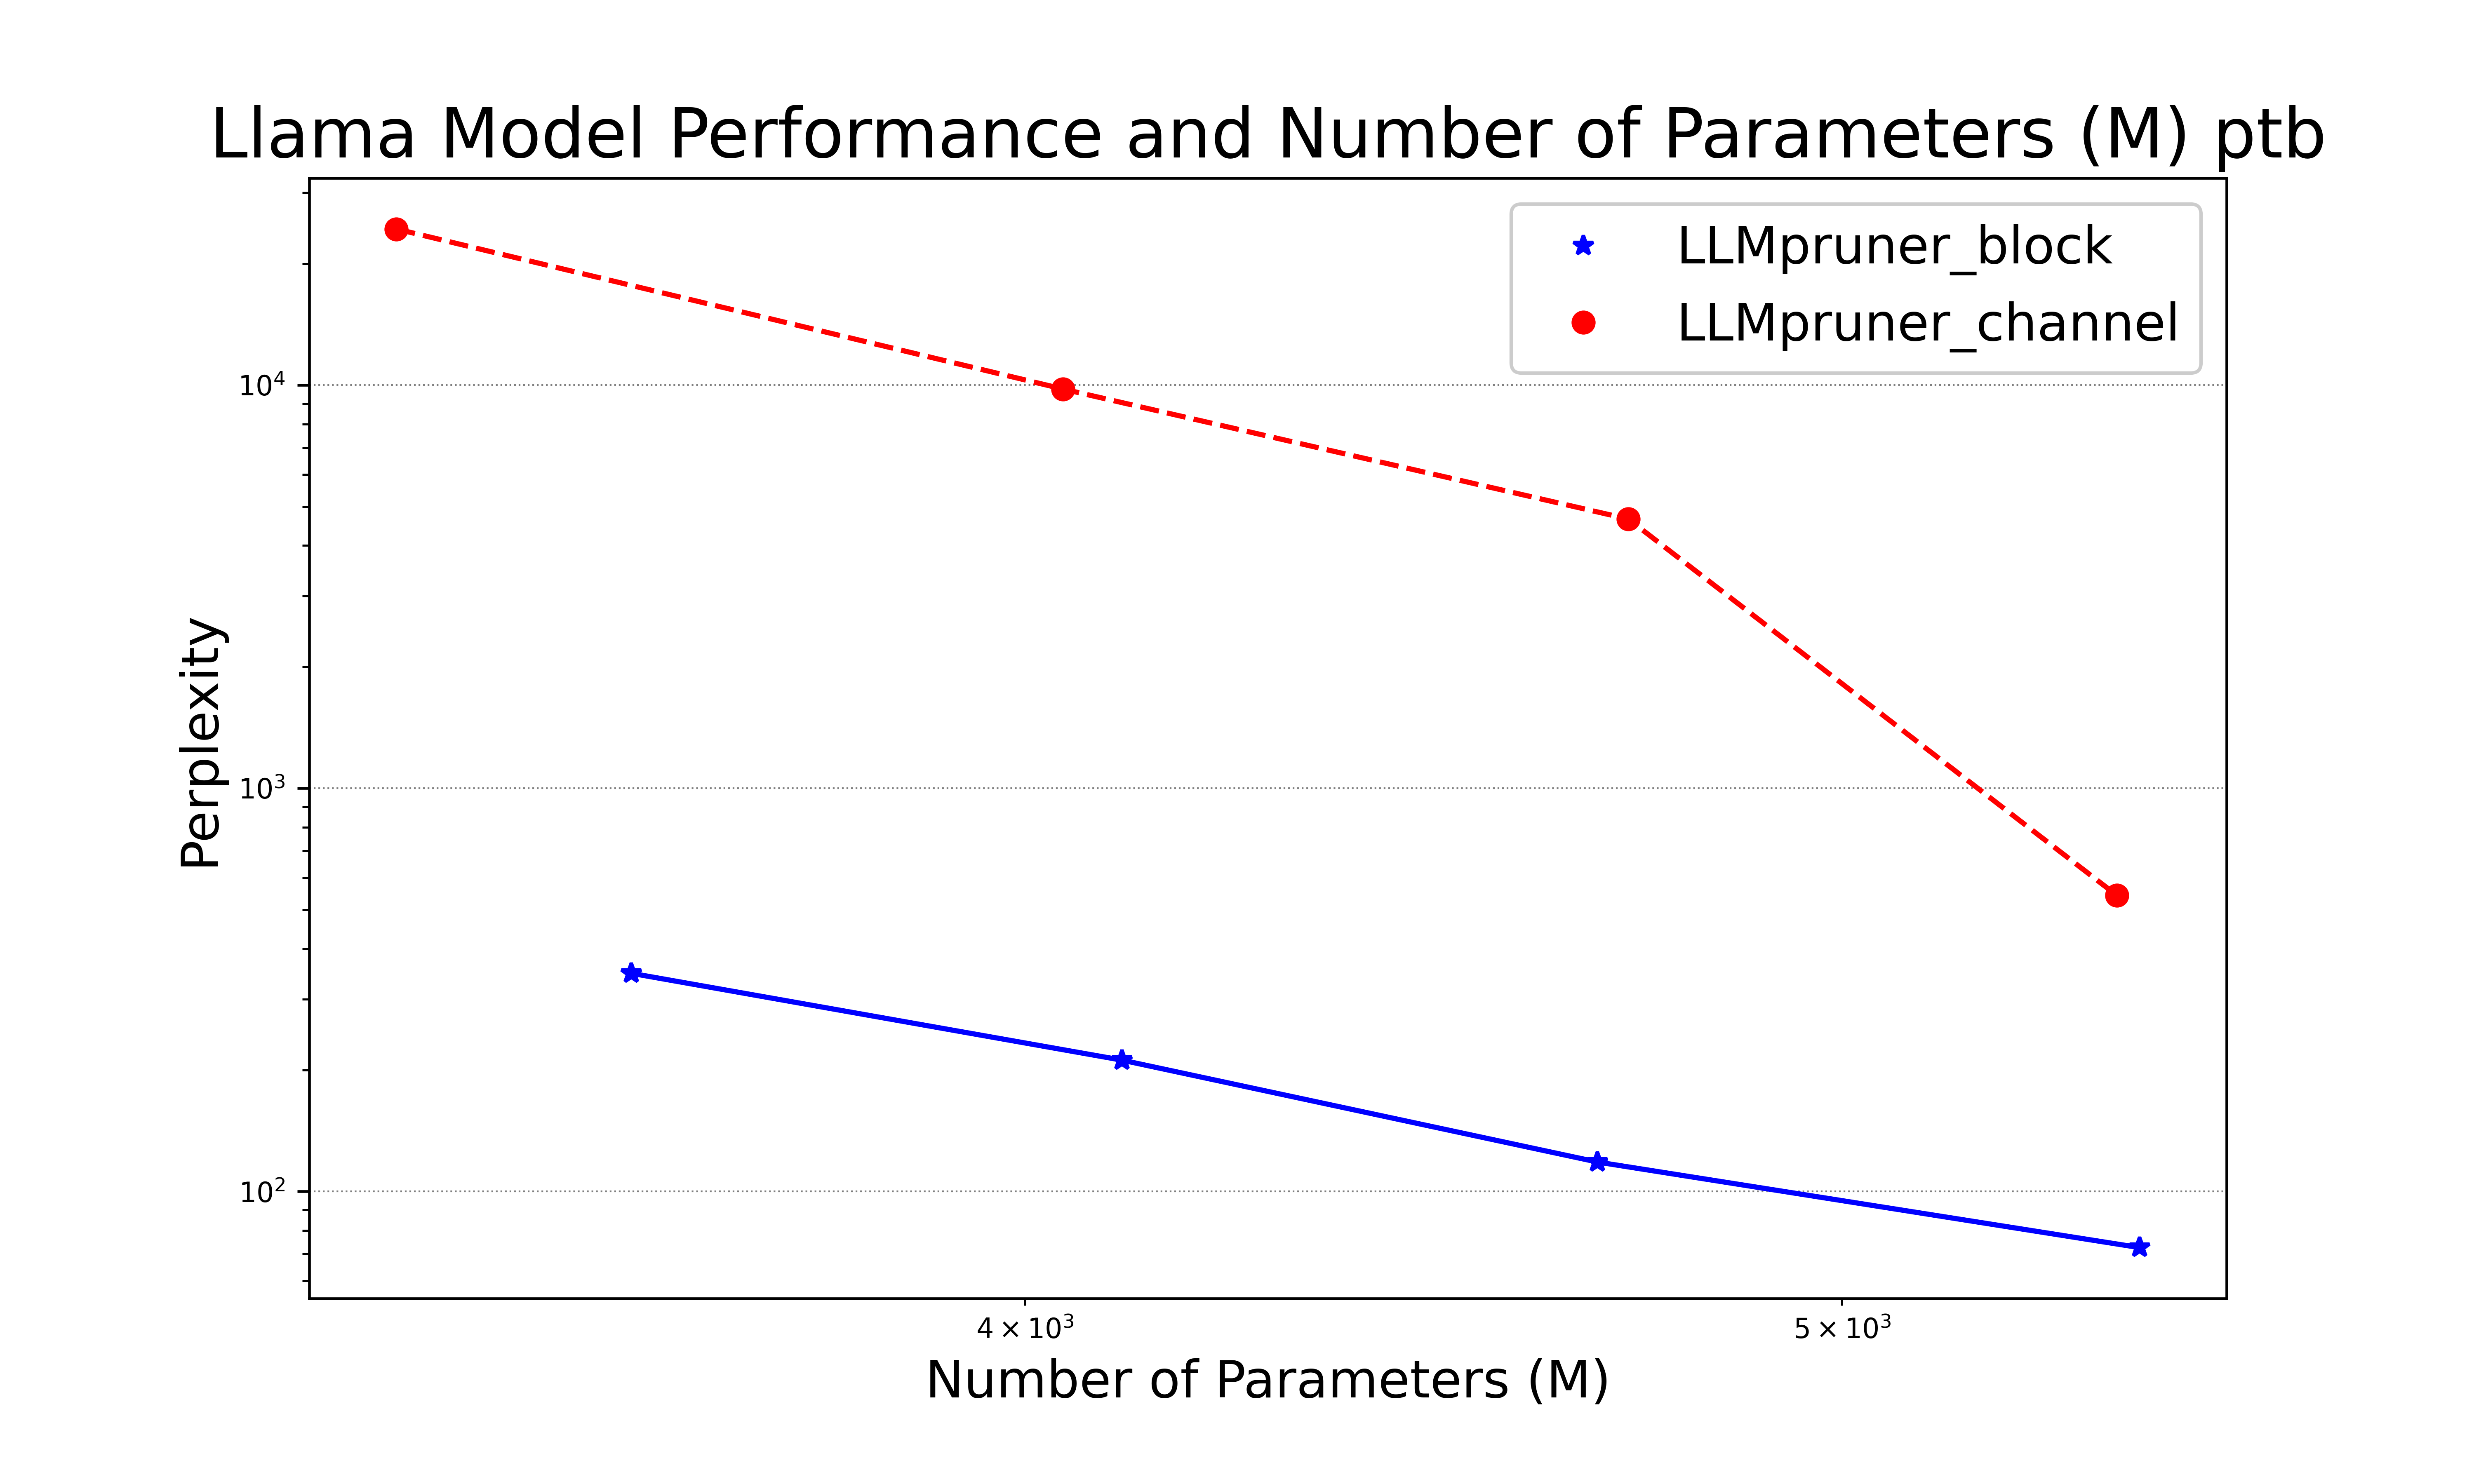 Llama Model Performance and Number of Parameters (M) ptb
LLMpruner_block
LLMpruner_channel
10⁴
10³
10²
Perplexity
4 × 10³
5 × 10³
Number of Parameters (M)